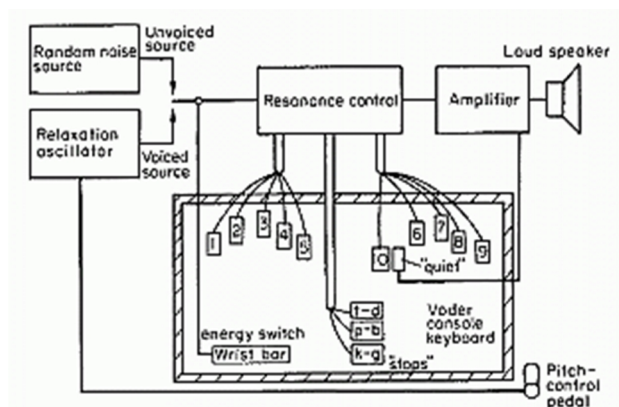 Unvoiced
source
Random noise
source
Loud speaker
Resonance control
Amplifier
Relaxation
oscillator
Voiced
source
1
2
3
4
5
6
7
8
9
10
"quiet"
t-d
p-b
k-g
"stops"
Voder
console
keyboard
energy switch
Wrist bar
Pitch-
control
pedal